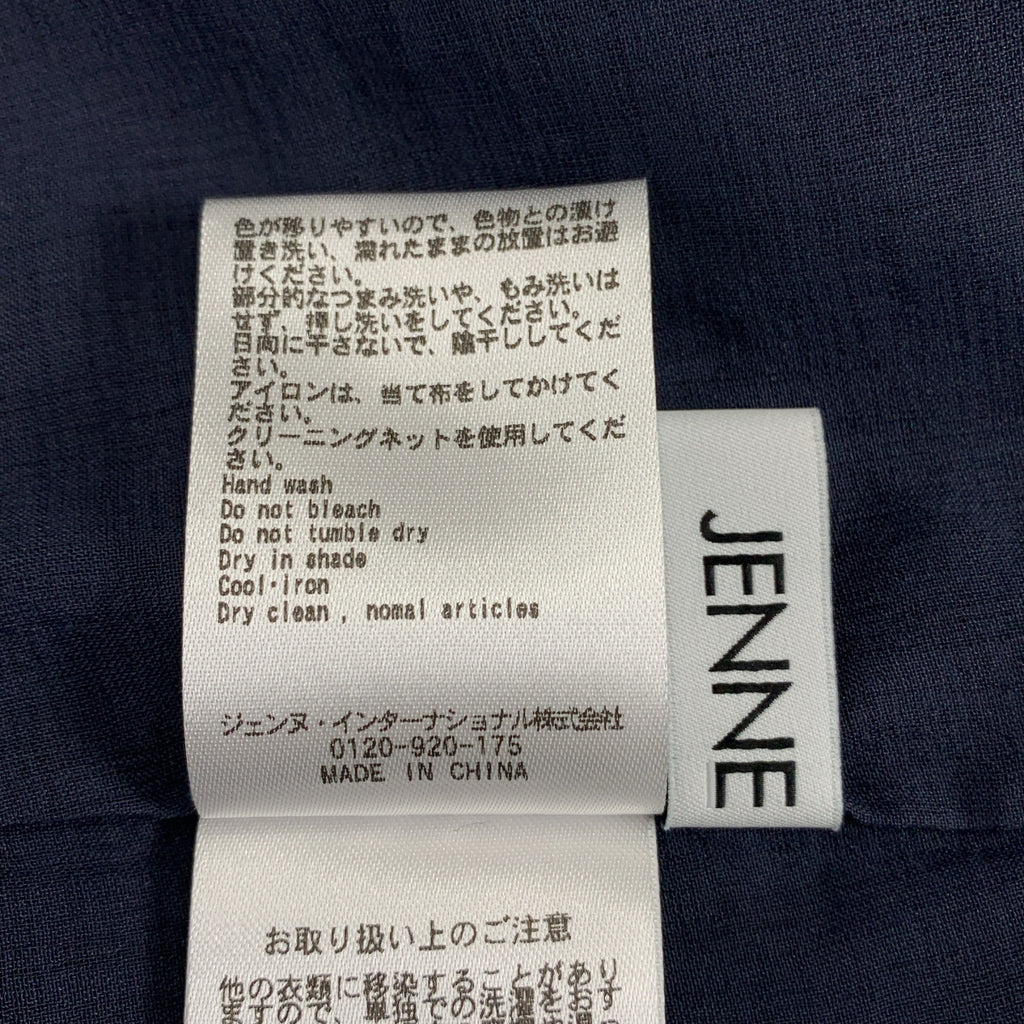 色が移りやすいので、色物との漬け
置き洗い、濡れたままの放置はお避
けください。
部分的なつまみ洗いや、もみ洗いは
せず、押し洗いをしてください。
日向に干さないで、陰干ししてくだ
さい。
アイロンは、当て布をしてかけてく
ださい。
クリーニングネットを使用してくだ
さい。
Hand wash
Do not bleach
Do not tumble dry
Dry in shade
Cool·iron
Dry clean , nomal articles
ジェンヌ・インターナショナル株式会社
0120-920-175
MADE IN CHINA
JENNE
お取り扱い上のご注意
他の衣類に移染することがあり
ますので、単独での洗濯をおす